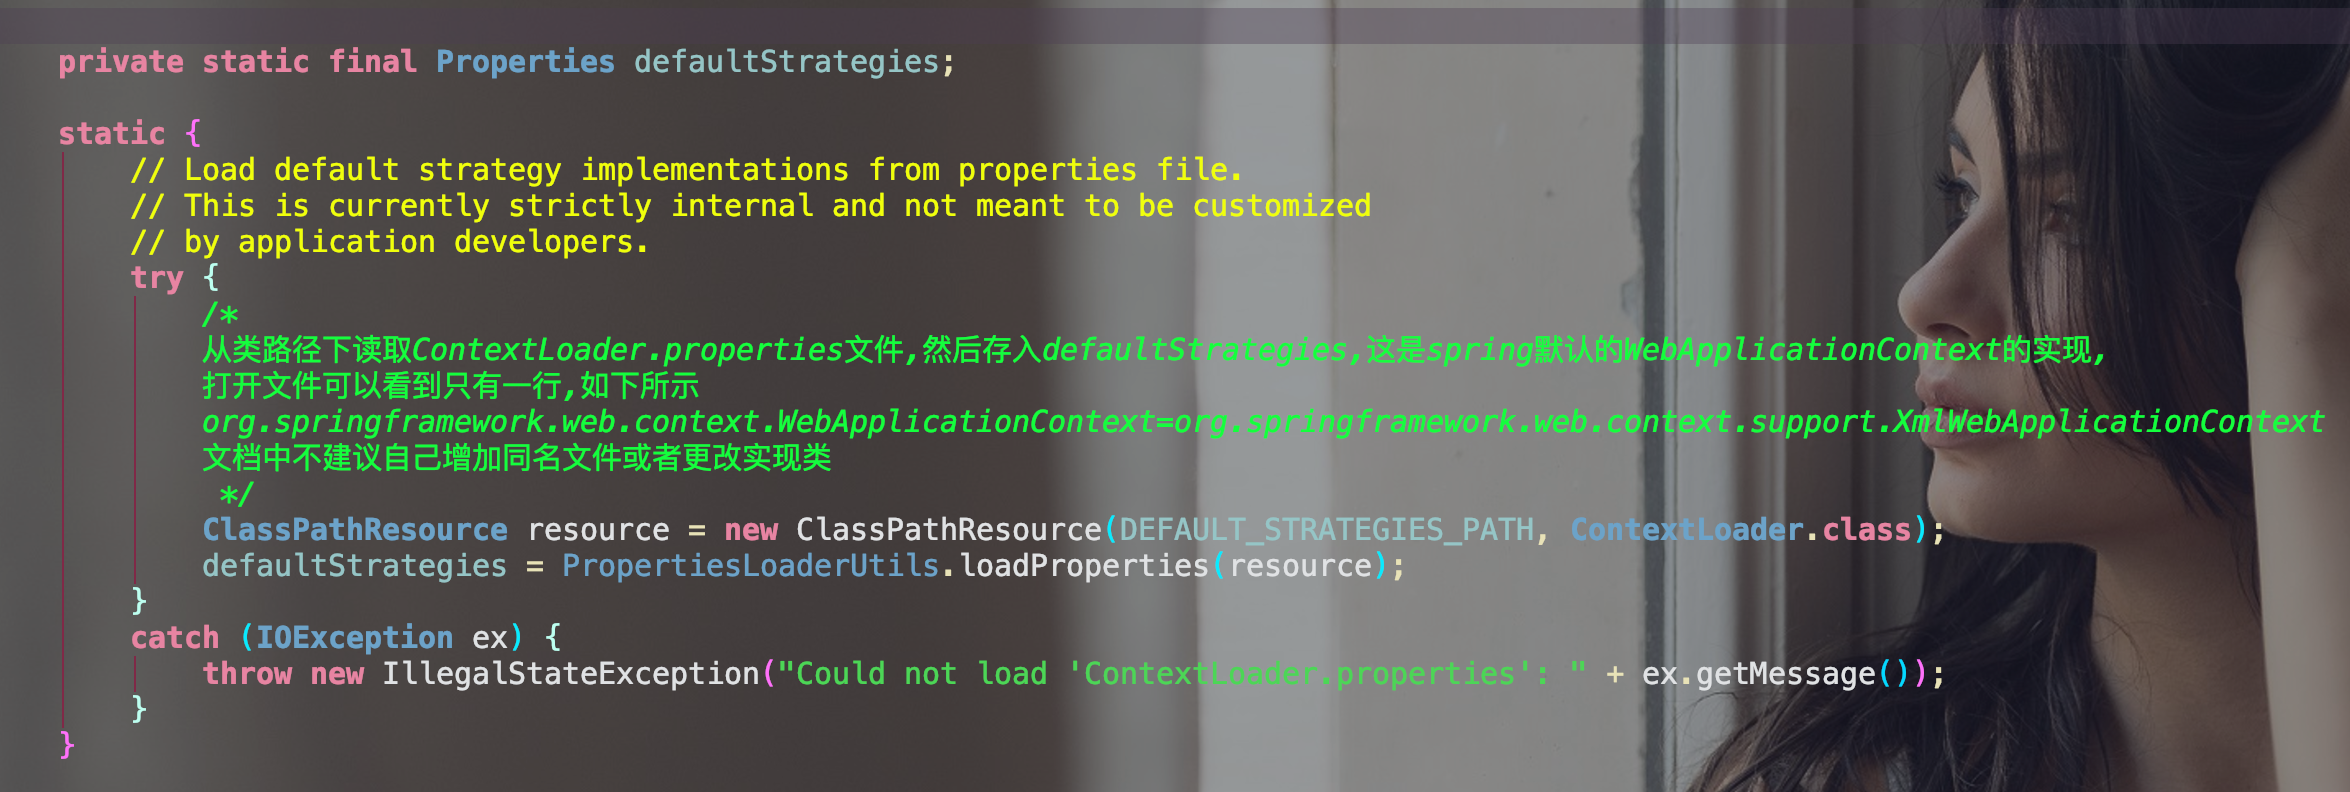 private static final Properties defaultStrategies;
static {
// Load default strategy implementations from properties file.
// This is currently strictly internal and not meant to be customized
// by application developers.
try {
/*
从类路径下读取ContextLoader.properties文件,然后存入defaultStrategies,这是spring默认的WebApplicationContext的实现,
打开文件可以看到只有一行,如下所示
org.springframework.web.context.WebApplicationContext=org.springframework.web.context.support.XmlWebApplicationContext
文档中不建议自己增加同名文件或者更改实现类
*/
ClassPathResource resource = new ClassPathResource(DEFAULT_STRATEGIES_PATH, ContextLoader.class);
defaultStrategies = PropertiesLoaderUtils.loadProperties(resource);
}
catch (IOException ex) {
throw new IllegalStateException("Could not load 'ContextLoader.properties': " + ex.getMessage());
}
}